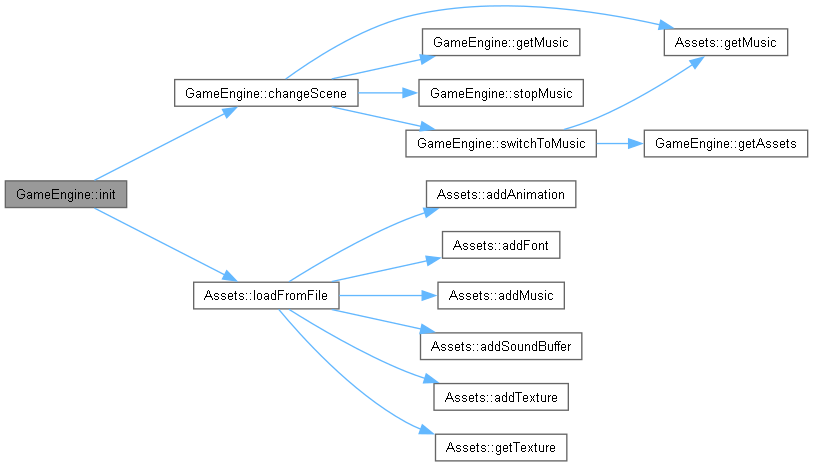 GameEngine::init
GameEngine::changeScene
GameEngine::getMusic
Assets::getMusic
GameEngine::stopMusic
GameEngine::switchToMusic
GameEngine::getAssets
Assets::loadFromFile
Assets::addAnimation
Assets::addFont
Assets::addMusic
Assets::addSoundBuffer
Assets::addTexture
Assets::getTexture